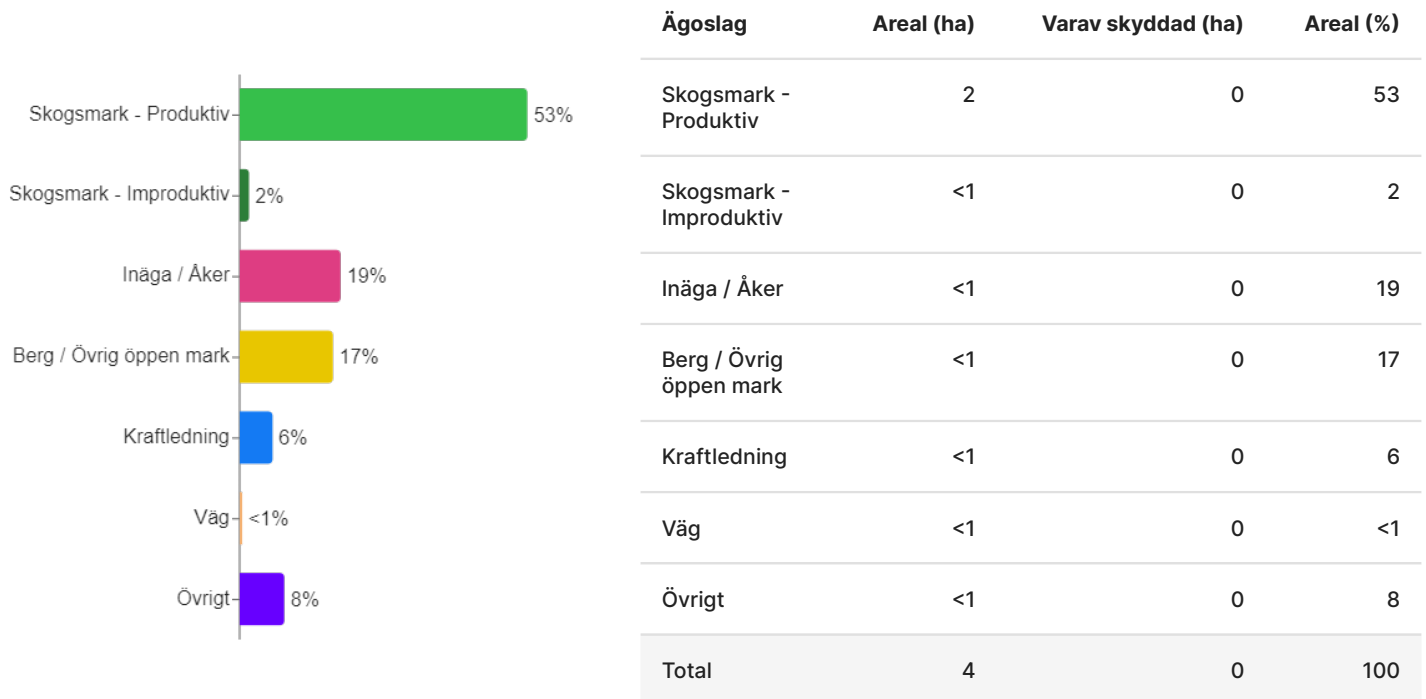 Skogsmark - Produktiv
53%
Skogsmark - Improduktiv
2%
Inäga / Åker
19%
Berg / Övrig öppen mark
17%
Kraftledning
6%
Väg
<1%
Övrigt
8%
Ägoslag Areal (ha) Varav skyddad (ha) Areal (%)
Skogsmark -
Produktiv 2 0 53
Skogsmark -
Improduktiv <1 0 2
Inäga / Åker <1 0 19
Berg / Övrig
öppen mark <1 0 17
Kraftledning <1 0 6
Väg <1 0 <1
Övrigt <1 0 8
Total 4 0 100